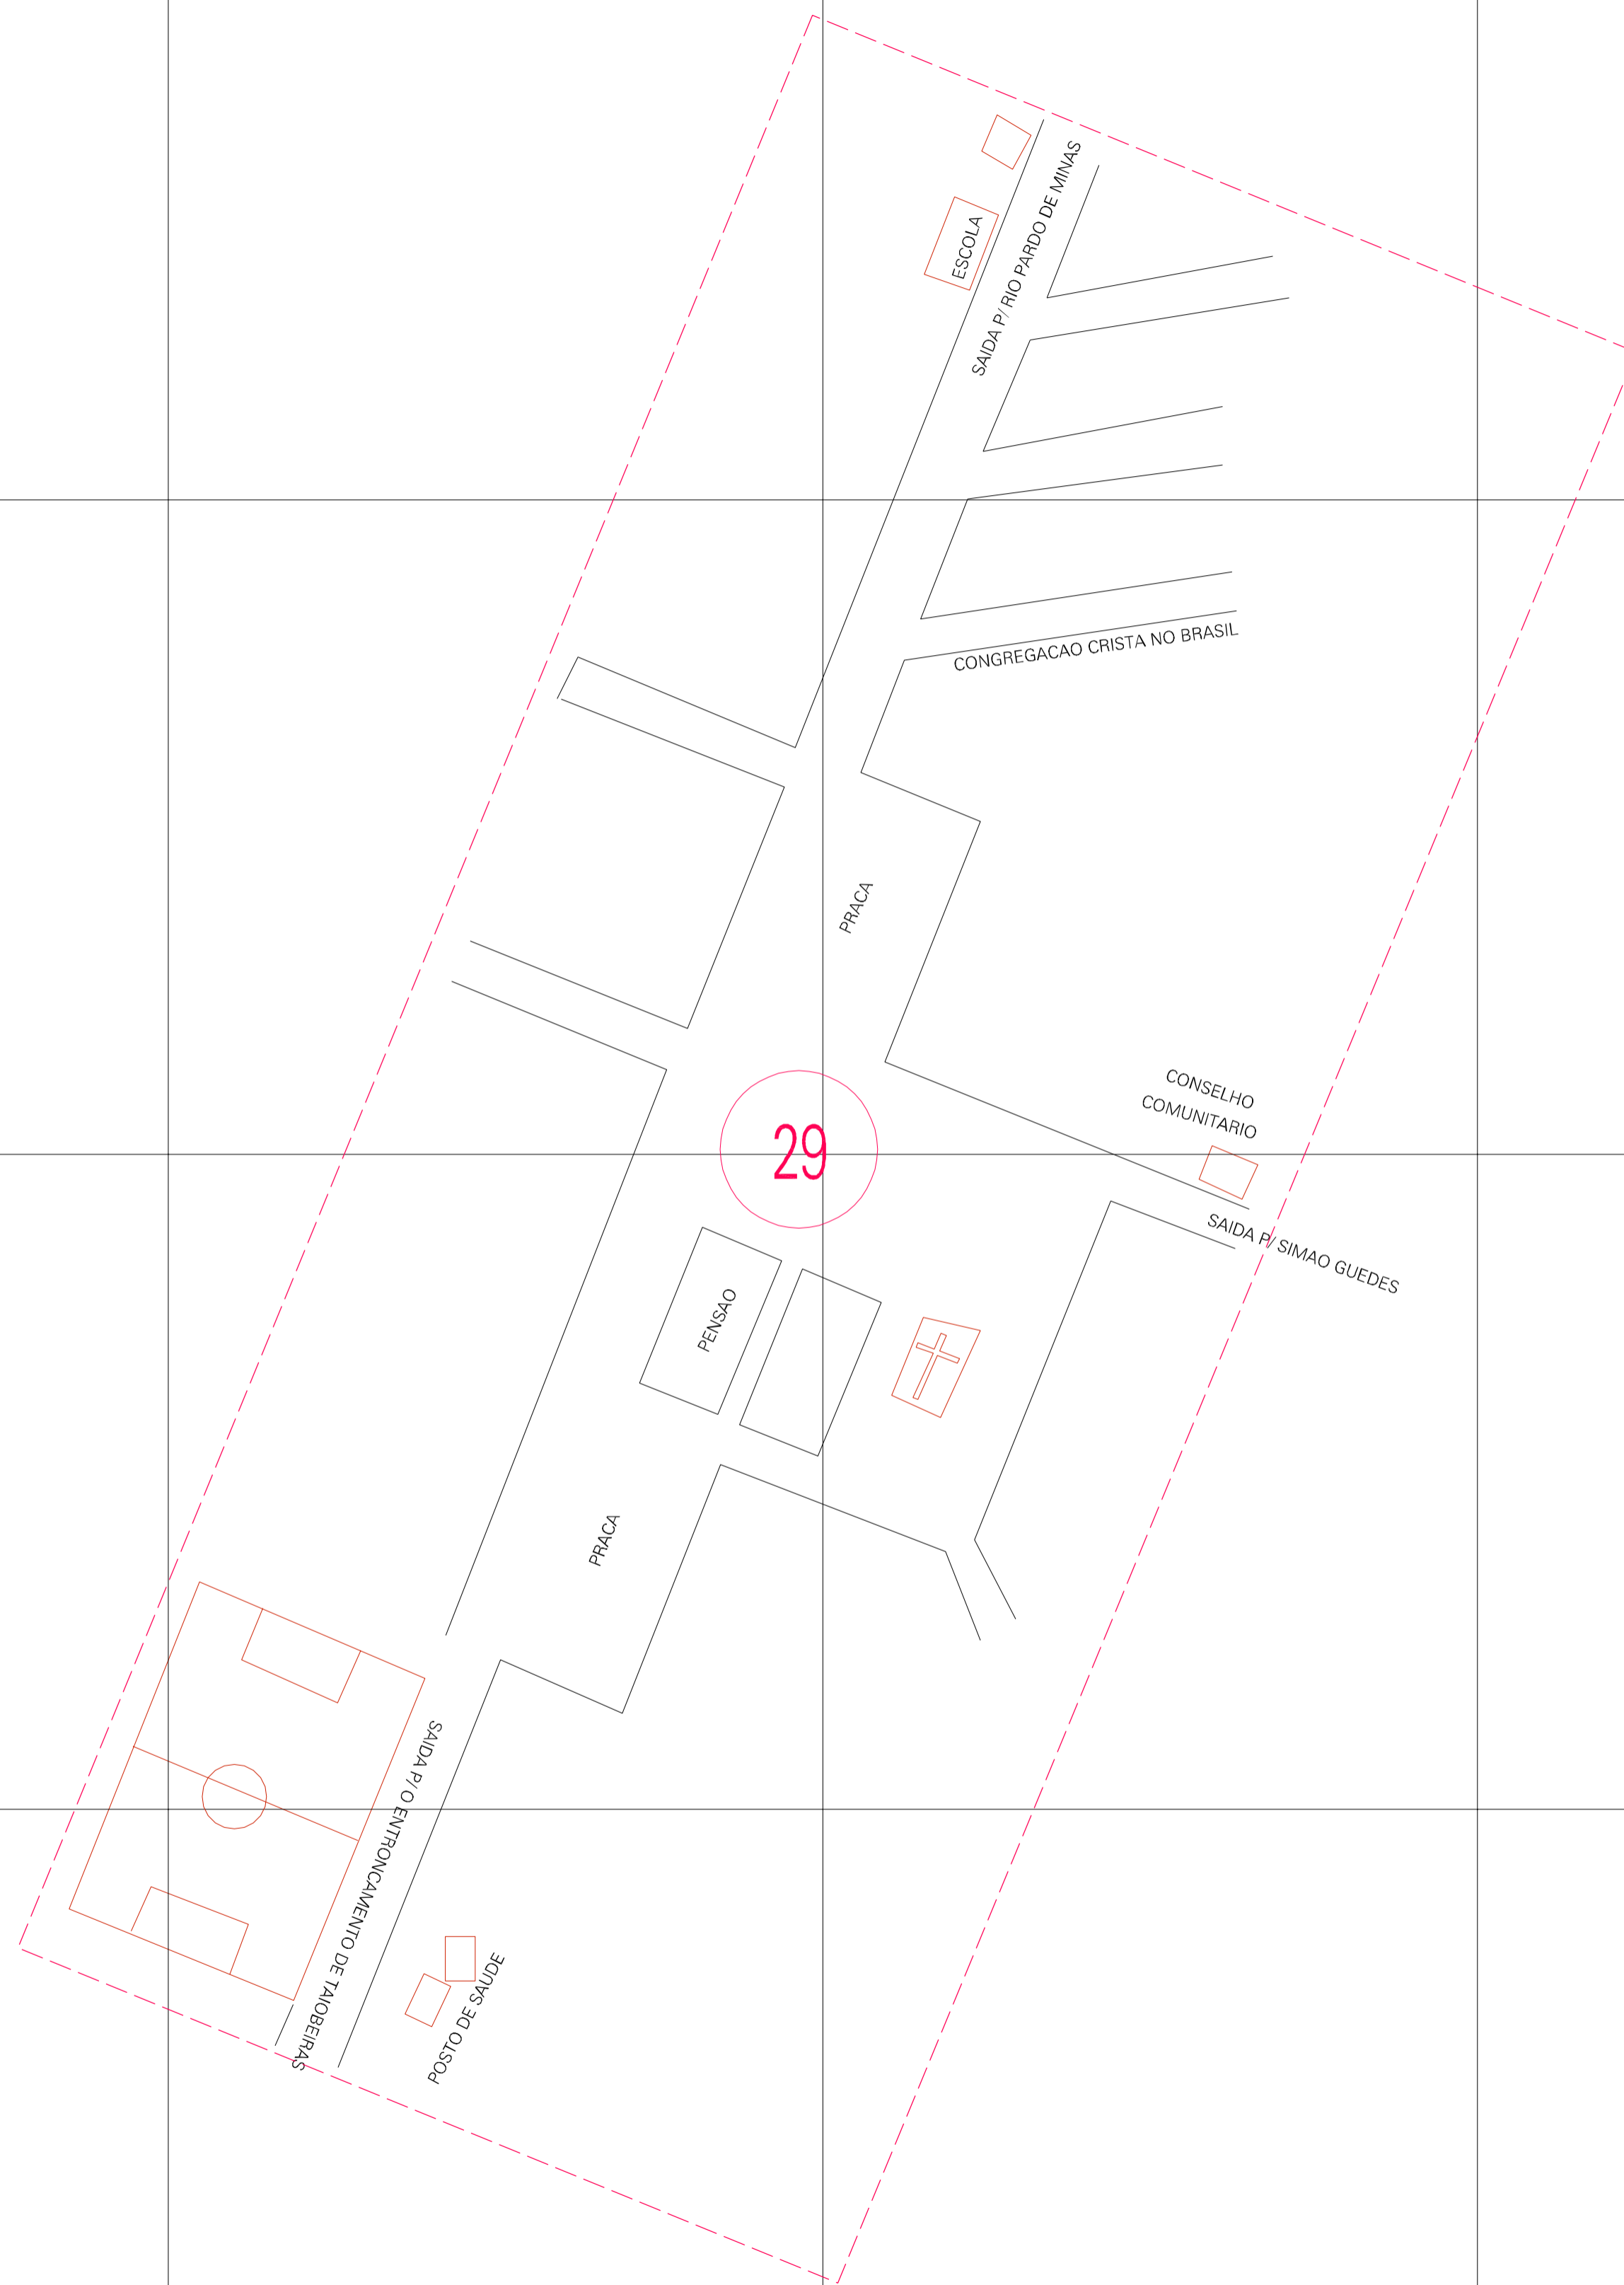 SAIDA P/ RIO PARDO DE MINAS
ESCOLA
CONGREGACAO CRISTA NO BRASIL
PRACA
CONSELHO
COMUNITARIO
29
SAIDA P/ SIMAO GUEDES
PENSAO
PRACA
SAIDA P/ O ENTRONCAMENTO DE TAIOBEIRAS
POSTO DE SAUDE